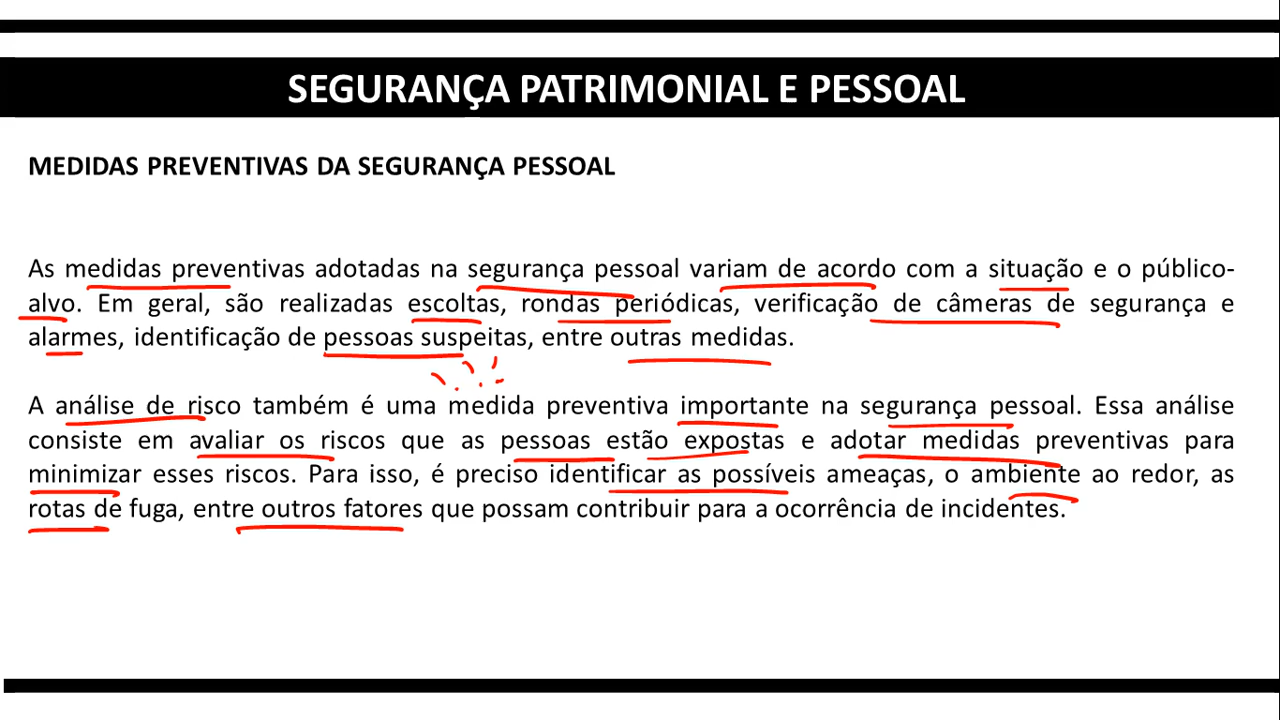 SEGURANÇA PATRIMONIAL E PESSOAL
MEDIDAS PREVENTIVAS DA SEGURANÇA PESSOAL
As medidas preventivas adotadas na segurança pessoal variam de acordo com a situação e o público-
alvo. Em geral, são realizadas escoltas, rondas periódicas, verificação de câmeras de segurança e
alarmes, identificação de pessoas suspeitas, entre outras medidas.
A análise de risco também é uma medida preventiva importante na segurança pessoal. Essa análise
consiste em avaliar os riscos que as pessoas estão expostas e adotar medidas preventivas para
minimizar esses riscos. Para isso, é preciso identificar as possíveis ameaças, o ambiente ao redor, as
rotas de fuga, entre outros fatores que possam contribuir para a ocorrência de incidentes.